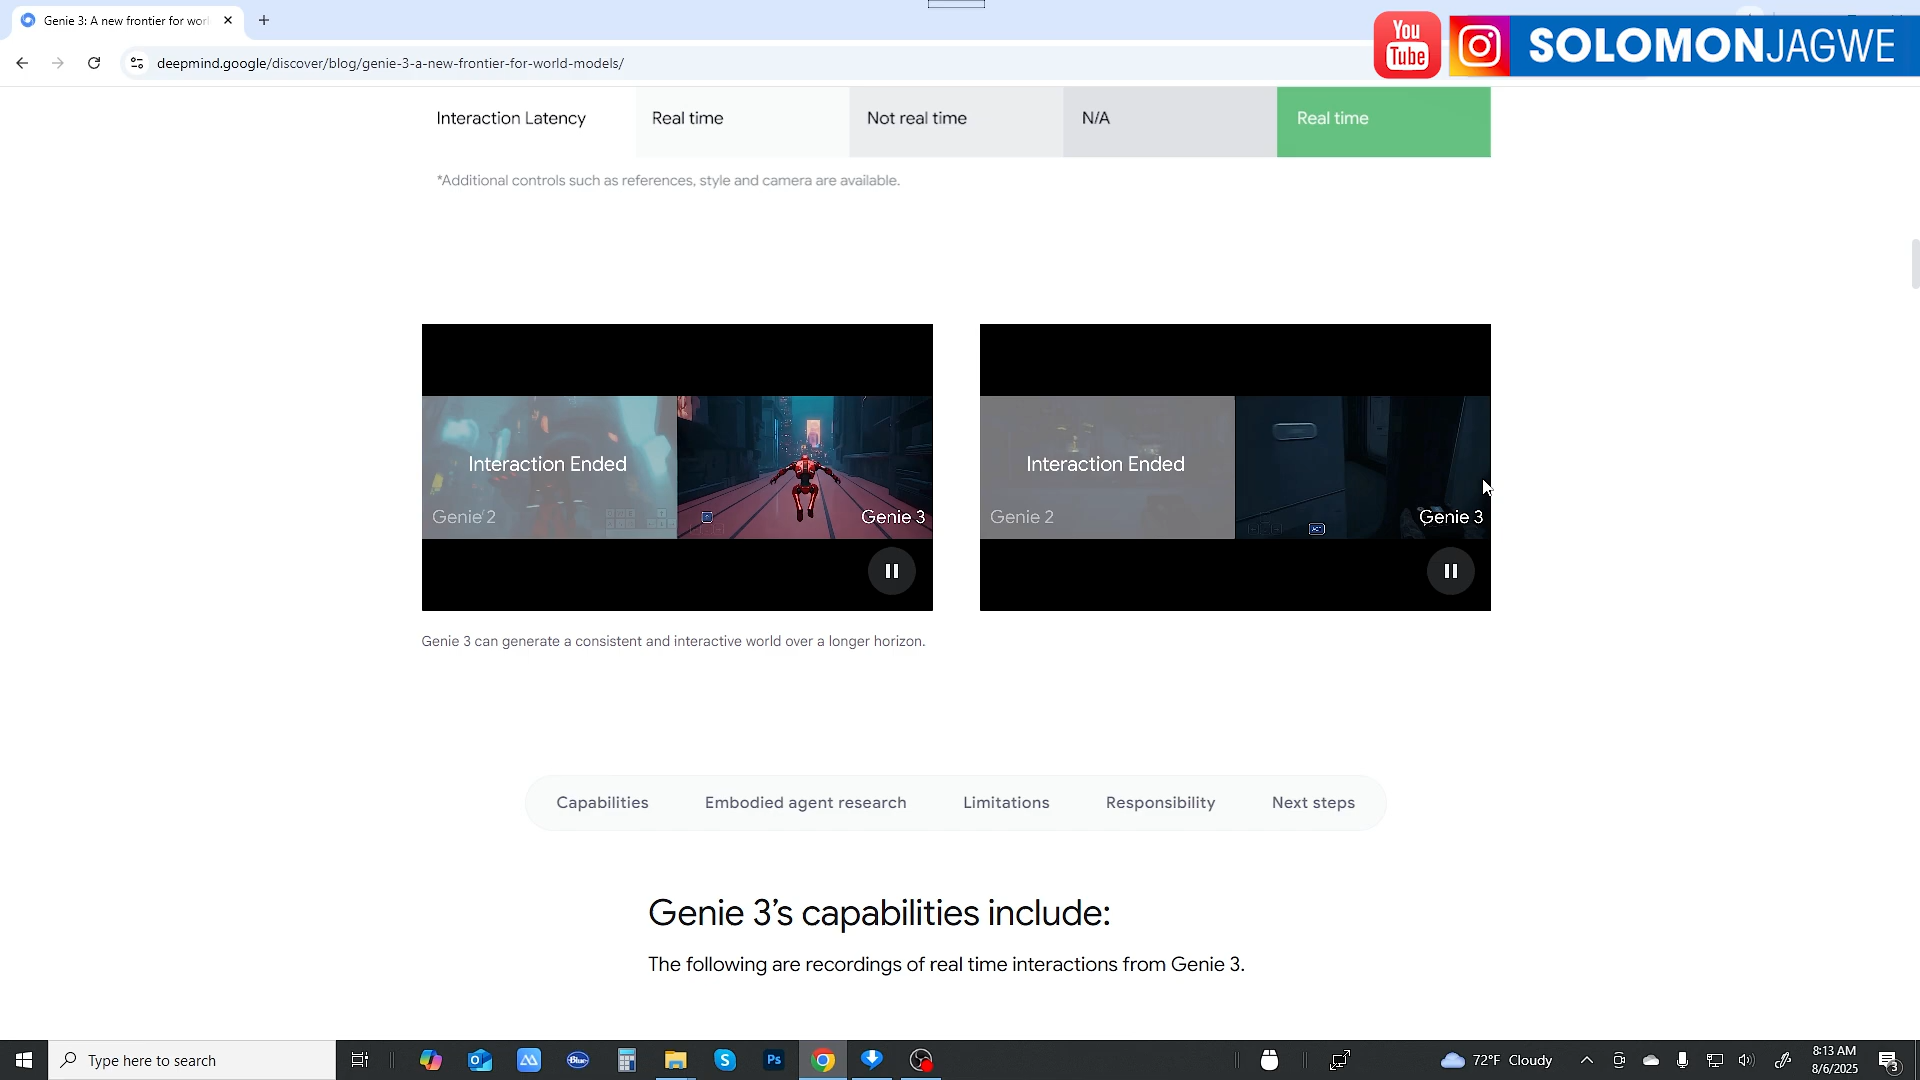 Genie 3: A new frontier for worl
deepmind.google/discover/blog/genie-3-a-new-frontier-for-world-models/
You
Tube
SOLOMONJAGWE
Interaction Latency
Real time
Not real time
N/A
Real time
*Additional controls such as references, style and camera are available.
Interaction Ended
Genie 2
Genie 3
Interaction Ended
Genie 2
Genie 3
Genie 3 can generate a consistent and interactive world over a longer horizon.
Capabilities
Embodied agent research
Limitations
Responsibility
Next steps
Genie 3’s capabilities include:
The following are recordings of real time interactions from Genie 3.
Type here to search
Blue
Ps
72°F Cloudy
8:13 AM
8/6/2025
3